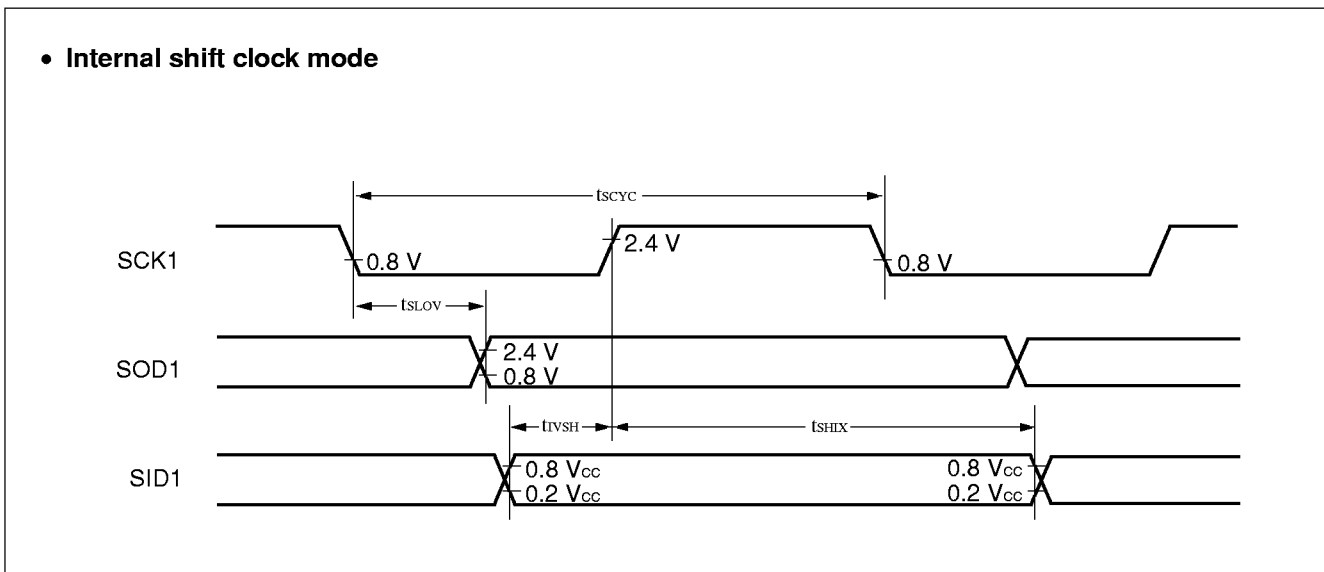 • Internal shift clock mode
tSCYC
SCK1
0.8 V
2.4 V
0.8 V
tSLOV
SOD1
2.4 V
0.8 V
tIVSH
tSHIX
SID1
0.8 VCC
0.2 VCC
0.8 VCC
0.2 VCC